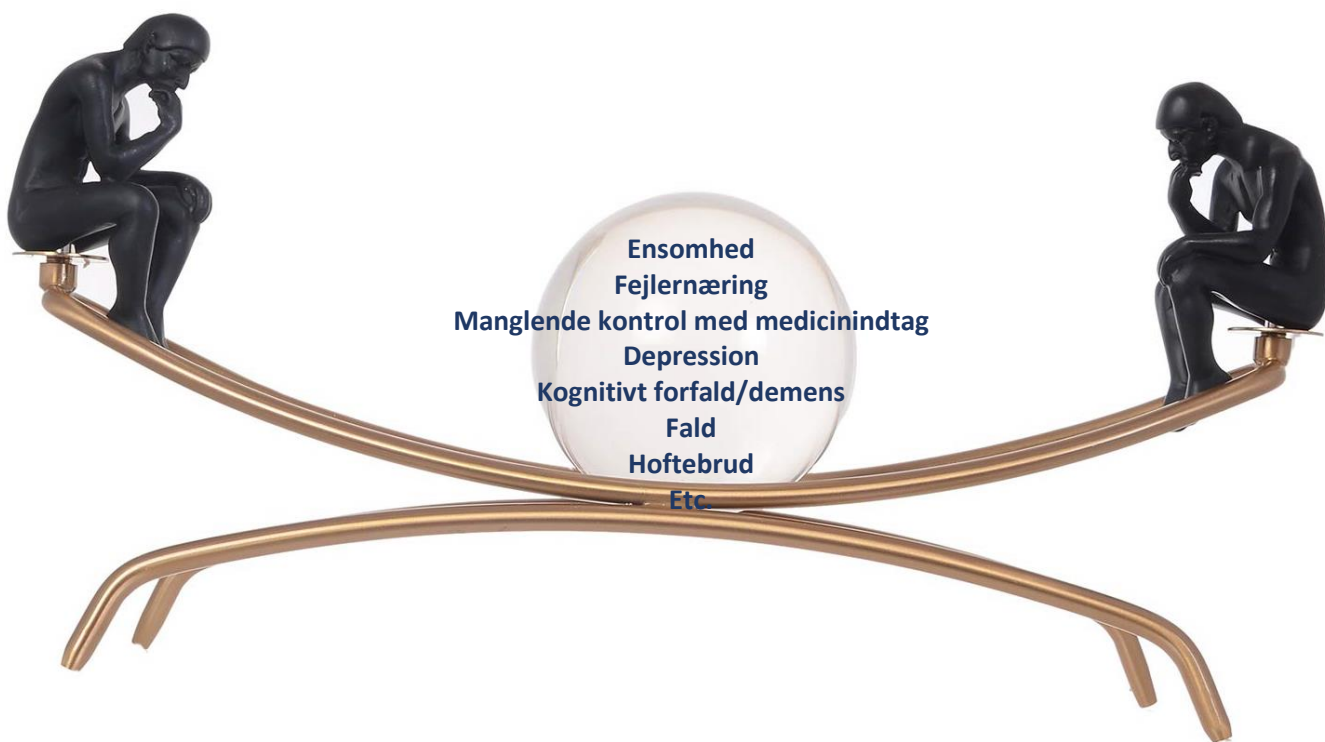 Ensomhed
Fejlernæring
Manglende kontrol med medicinindtag
Depression
Kognitivt forfald/demens
Fald
Hoftebrud
Etc.